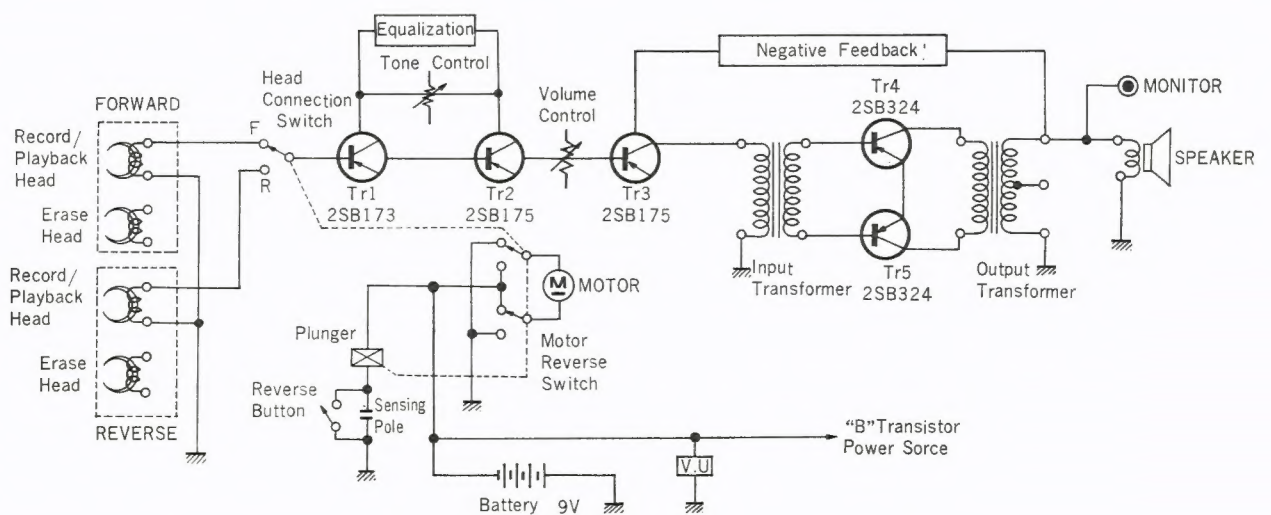 Equalization
Tone Control
Negative Feedback
Head
Connection
Switch
Volume
Control
Tr4
2SB324
MONITOR
FORWARD
Record/
Playback
Head
F
R
SPEAKER
Tr1
2SB173
Tr2
2SB175
Tr3
2SB175
Erase
Head
Record/
Playback
Head
M
MOTOR
Input
Transformer
Tr5
2SB324
Output
Transformer
Plunger
Motor
Reverse
Switch
Erase
Head
Reverse
Button
Sensing
Pole
REVERSE
"B" Transistor
Power Sorce
V.U
Battery 9V